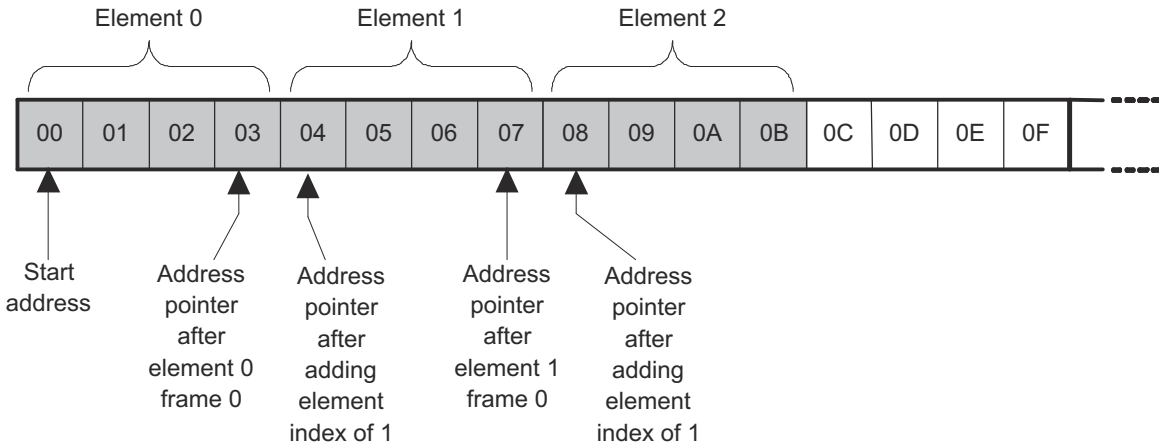 Element 0 Element 1 Element 2
00 01 02 03 04 05 06 07 08 09 0A 0B 0C 0D 0E 0F
Start
address
Address
pointer
after
element 0
frame 0
Address
pointer
after
adding
element
index of 1
Address
pointer
after
element 1
frame 0
Address
pointer
after
adding
element
index of 1